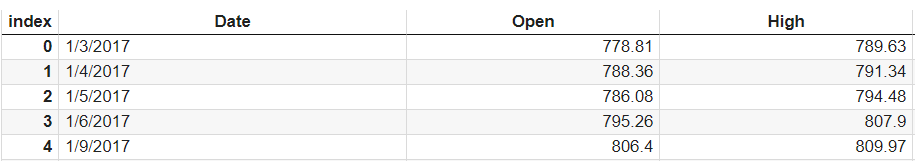 index Date Open High
0 1/3/2017 778.81 789.63
1 1/4/2017 788.36 791.34
2 1/5/2017 786.08 794.48
3 1/6/2017 795.26 807.9
4 1/9/2017 806.4 809.97